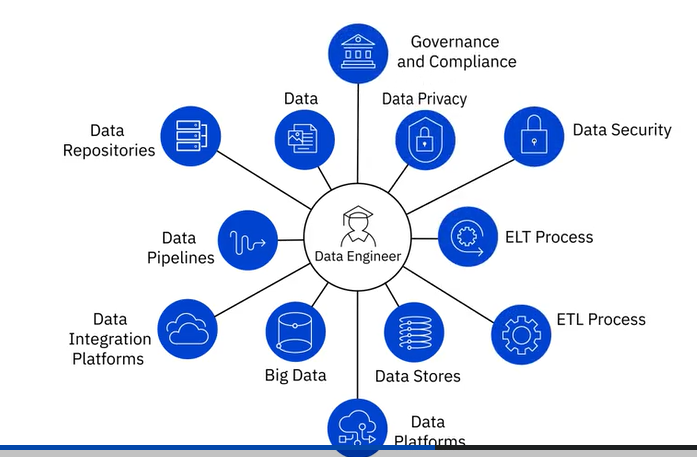 Governance
and Compliance
Data
Data Privacy
Data
Repositories
Data Security
Data
Pipelines
Data Engineer
ELT Process
Data
Integration
Platforms
ETL Process
Big Data
Data Stores
Data
Platforms